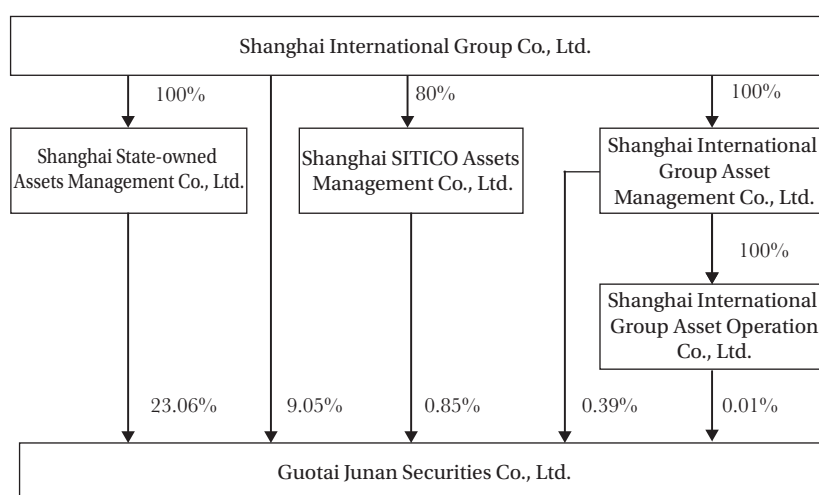 Shanghai International Group Co., Ltd.
100%
80%
100%
Shanghai State-owned
Assets Management Co., Ltd.
Shanghai SITICO Assets
Management Co., Ltd.
Shanghai International
Group Asset
Management Co., Ltd.
100%
Shanghai International
Group Asset Operation
Co., Ltd.
23.06%
9.05%
0.85%
0.39%
0.01%
Guotai Junan Securities Co., Ltd.